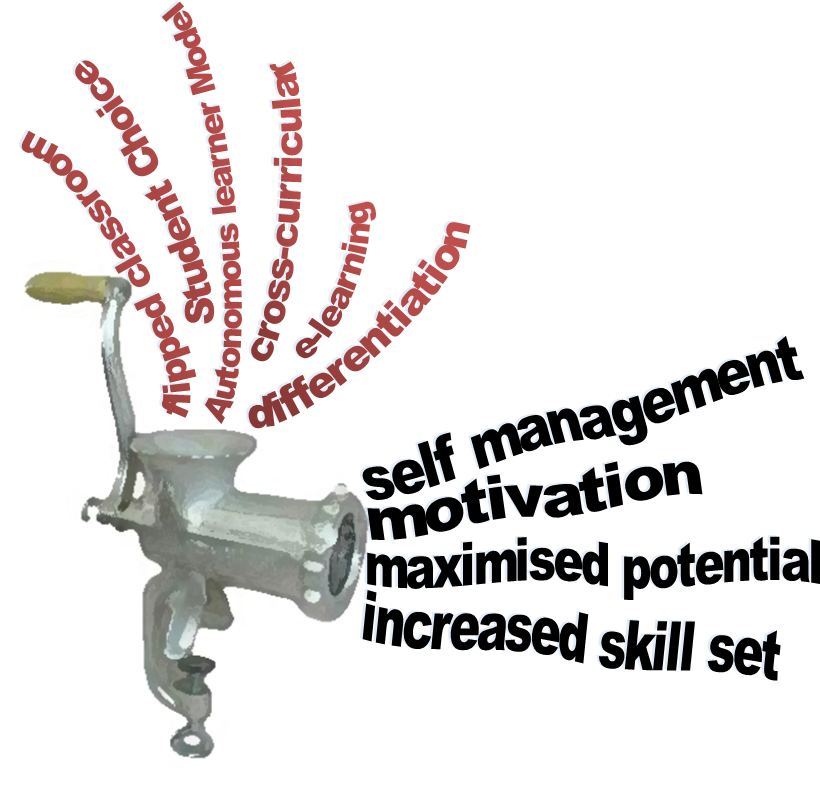 flipped classroom
Student Choice
Autonomous learner Model
cross-curricular
e-learning
differentiation
self management
motivation
maximised potential
increased skill set